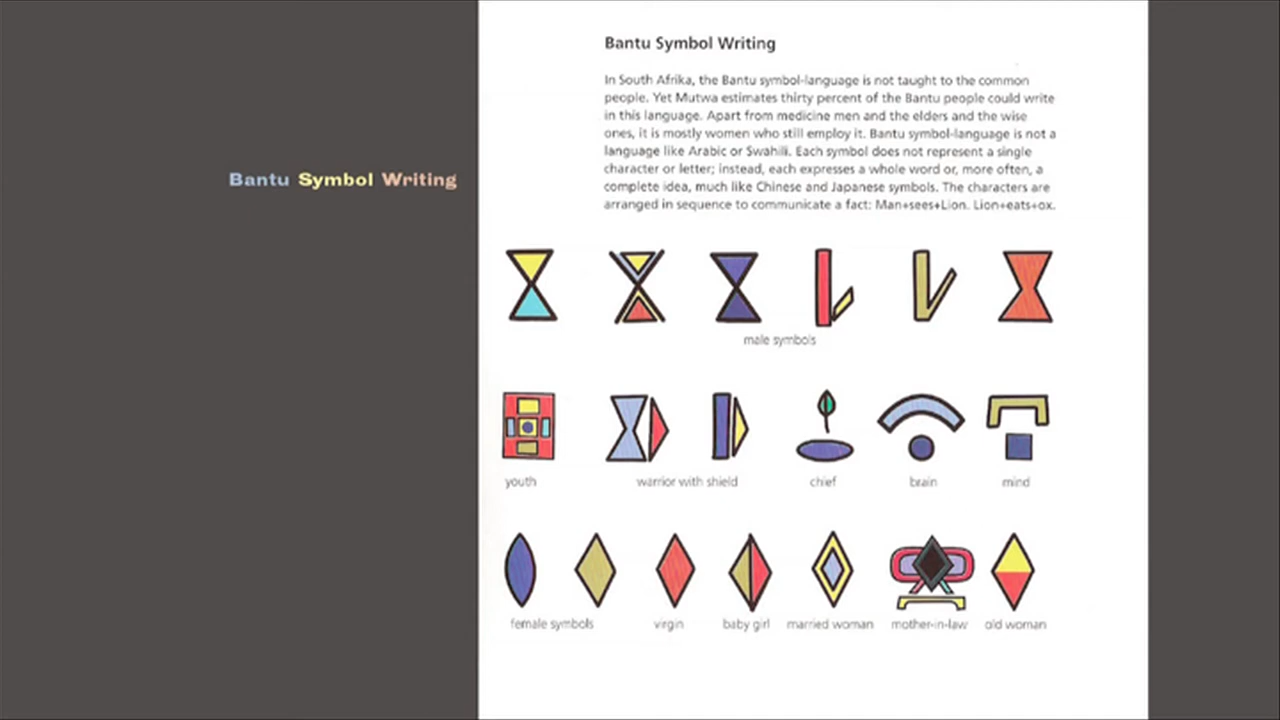 Bantu Symbol Writing
Bantu Symbol Writing
In South Afrika, the Bantu symbol-language is not taught to the common
people. Yet Mutwa estimates thirty percent of the Bantu people could write
in this language. Apart from medicine men and the elders and the wise
ones, it is mostly women who still employ it. Bantu symbol-language is not a
language like Arabic or Swahili. Each symbol does not represent a single
character or letter; instead, each expresses a whole word or, more often, a
complete idea, much like Chinese and Japanese symbols. The characters are
arranged in sequence to communicate a fact: Man+sees+Lion. Lion+eats+ox.
male symbols
youth warrior with shield chief brain mind
female symbols virgin baby girl married woman mother-in-law old woman